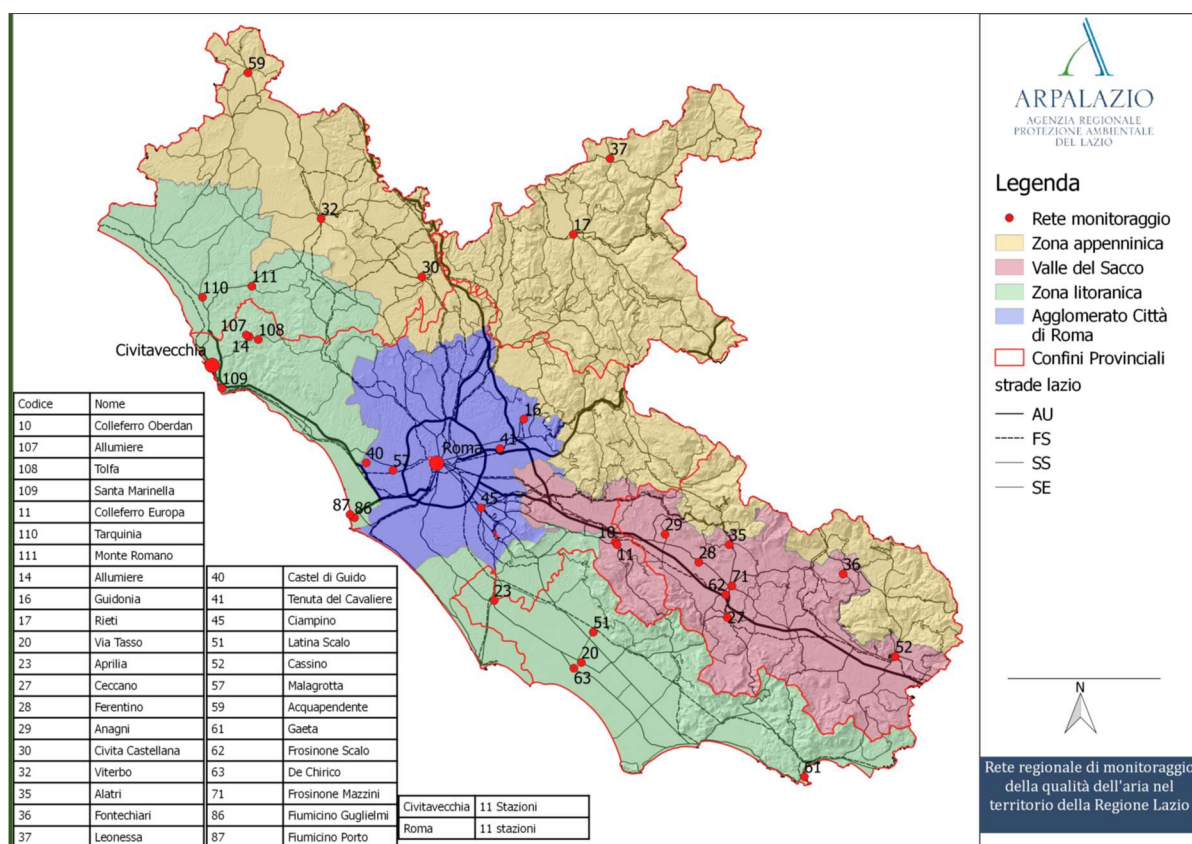 59
37
32
17
30
111
110
107
108
14
Civitavecchia
109
16
41
Roma
40
57
87
86
45
10
11
29
35
28
71
62
27
36
52
23
51
20
63
61
Codice Nome
10 Colleferro Oberdan
107 Allumiere
108 Tolfa
109 Santa Marinella
11 Colleferro Europa
110 Tarquinia
111 Monte Romano
14 Allumiere
16 Guidonia
17 Rieti
20 Via Tasso
23 Aprilia
27 Ceccano
28 Ferentino
29 Anagni
30 Civita Castellana
32 Viterbo
35 Alatri
36 Fontechiari
37 Leonessa
40 Castel di Guido
41 Tenuta del Cavaliere
45 Ciampino
51 Latina Scalo
52 Cassino
57 Malagrotta
59 Acquapendente
61 Gaeta
62 Frosinone Scalo
63 De Chirico
71 Frosinone Mazzini
86 Fiumicino Guglielmi
87 Fiumicino Porto
Civitavecchia 11 Stazioni
Roma 11 stazioni
ARPALAZIO
AGENZIA REGIONALE
PROTEZIONE AMBIENTALE
DEL LAZIO
Legenda
Rete monitoraggio
Zona appenninica
Valle del Sacco
Zona litoranica
Agglomerato Città
di Roma
Confini Provinciali
strade lazio
AU
FS
SS
SE
N
Rete regionale di monitoraggio
della qualità dell'aria nel
territorio della Regione Lazio